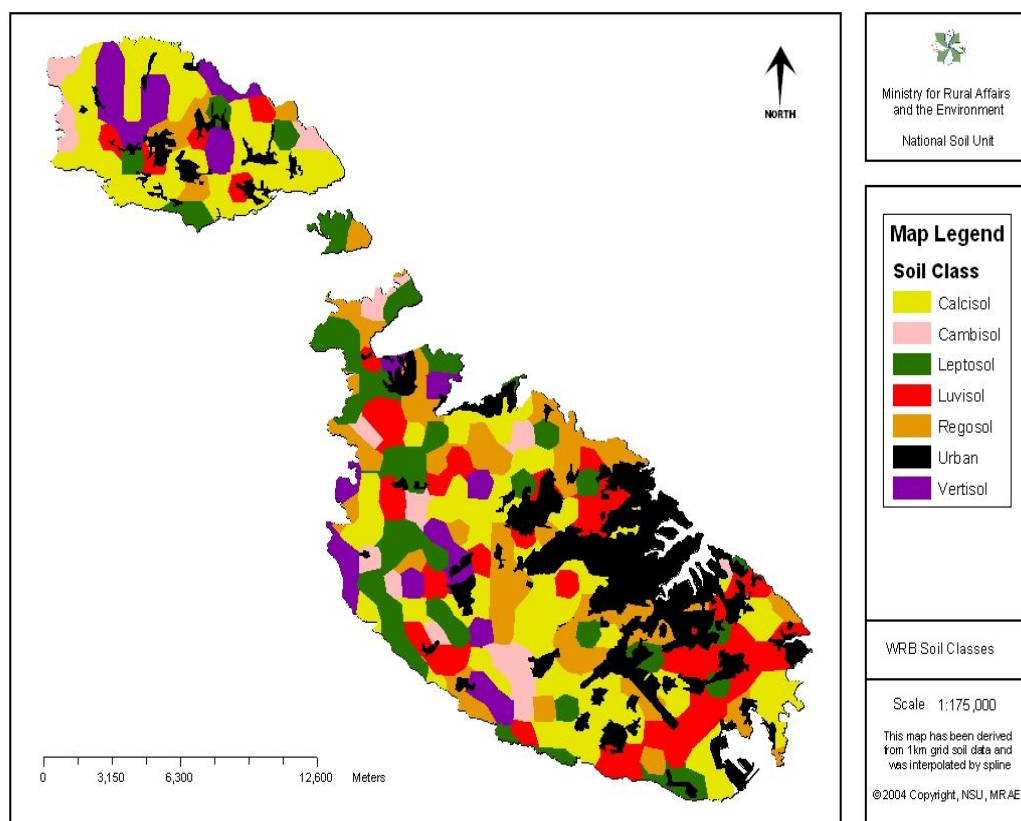 NORTH
0 3,150 6,300 12,600 Meters
Ministry for Rural Affairs
and the Environment
National Soil Unit
Map Legend
Soil Class
Calcisol
Cambisol
Leptosol
Luvisol
Regosol
Urban
Vertisol
WRB Soil Classes
Scale 1:175,000
This map has been derived
from 1km grid soil data and
was interpolated by spline
©2004 Copyright, NSU, MRAE